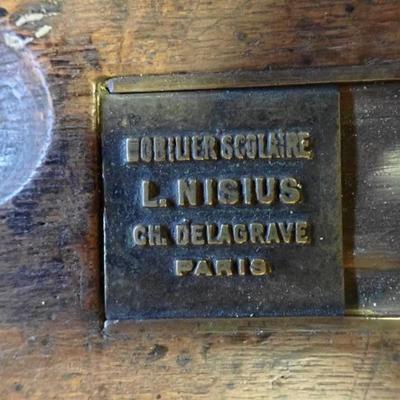 MOBILIER SCOLAIRE
L. NISIUS
CH. DELAGRAVE
PARIS